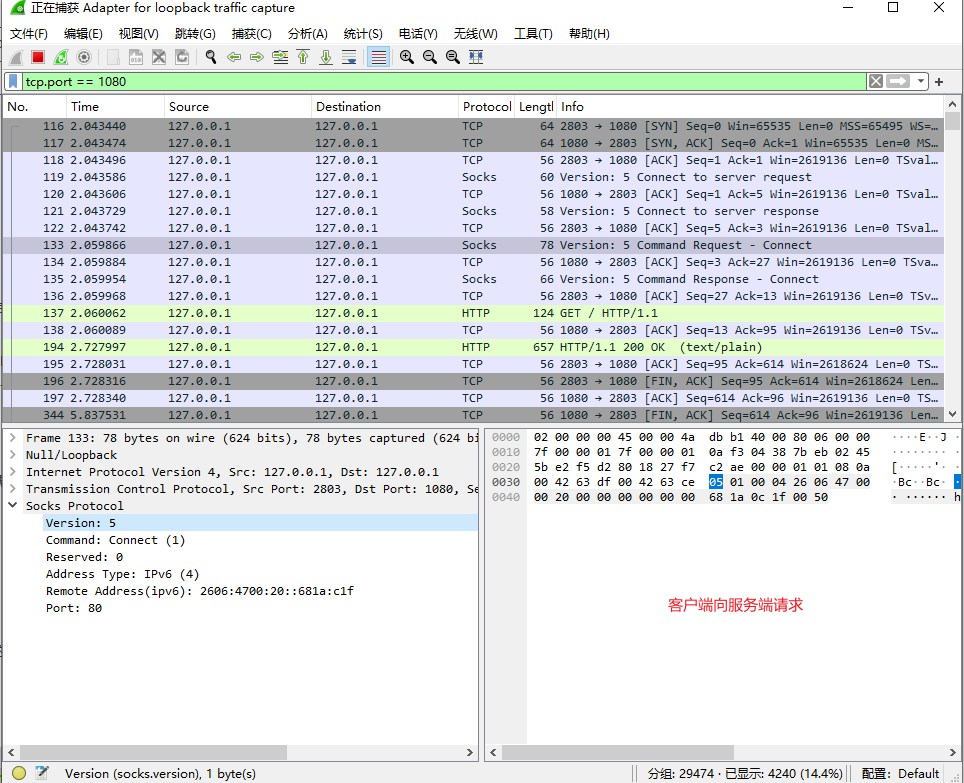 正在捕获 Adapter for loopback traffic capture
文件(F) 编辑(E) 视图(V) 跳转(G) 捕获(C) 分析(A) 统计(S) 电话(Y) 无线(W) 工具(T) 帮助(H)
tcp.port == 1080
No. Time Source Destination Protocol Lengtl Info
116 2.043440 127.0.0.1 127.0.0.1 TCP 64 2803 → 1080 [SYN] Seq=0 Win=65535 Len=0 MSS=65495 WS=…
117 2.043474 127.0.0.1 127.0.0.1 TCP 64 1080 → 2803 [SYN, ACK] Seq=0 Ack=1 Win=65535 Len=0 MS…
118 2.043496 127.0.0.1 127.0.0.1 TCP 56 2803 → 1080 [ACK] Seq=1 Ack=1 Win=2619136 Len=0 TSval…
119 2.043586 127.0.0.1 127.0.0.1 Socks 60 Version: 5 Connect to server request
120 2.043606 127.0.0.1 127.0.0.1 TCP 56 1080 → 2803 [ACK] Seq=1 Ack=5 Win=2619136 Len=0 TSval…
121 2.043729 127.0.0.1 127.0.0.1 Socks 58 Version: 5 Connect to server response
122 2.043742 127.0.0.1 127.0.0.1 TCP 56 2803 → 1080 [ACK] Seq=5 Ack=3 Win=2619136 Len=0 TSval…
133 2.059866 127.0.0.1 127.0.0.1 Socks 78 Version: 5 Command Request - Connect
134 2.059884 127.0.0.1 127.0.0.1 TCP 56 1080 → 2803 [ACK] Seq=3 Ack=27 Win=2619136 Len=0 TSva…
135 2.059954 127.0.0.1 127.0.0.1 Socks 66 Version: 5 Command Response - Connect
136 2.059968 127.0.0.1 127.0.0.1 TCP 56 2803 → 1080 [ACK] Seq=27 Ack=13 Win=2619136 Len=0 TSv…
137 2.060062 127.0.0.1 127.0.0.1 HTTP 124 GET / HTTP/1.1
138 2.060089 127.0.0.1 127.0.0.1 TCP 56 1080 → 2803 [ACK] Seq=13 Ack=95 Win=2619136 Len=0 TSv…
194 2.727997 127.0.0.1 127.0.0.1 HTTP 657 HTTP/1.1 200 OK (text/plain)
195 2.728031 127.0.0.1 127.0.0.1 TCP 56 2803 → 1080 [ACK] Seq=95 Ack=614 Win=2618624 Len=0 TS…
196 2.728316 127.0.0.1 127.0.0.1 TCP 56 2803 → 1080 [FIN, ACK] Seq=95 Ack=614 Win=2618624 Len…
197 2.728340 127.0.0.1 127.0.0.1 TCP 56 1080 → 2803 [ACK] Seq=614 Ack=96 Win=2619136 Len=0 TS…
344 5.837531 127.0.0.1 127.0.0.1 TCP 56 1080 → 2803 [FIN, ACK] Seq=614 Ack=96 Win=2619136 Len…
Frame 133: 78 bytes on wire (624 bits), 78 bytes captured (624 bi
Null/Loopback
Internet Protocol Version 4, Src: 127.0.0.1, Dst: 127.0.0.1
Transmission Control Protocol, Src Port: 2803, Dst Port: 1080, Se
Socks Protocol
Version: 5
Command: Connect (1)
Reserved: 0
Address Type: IPv6 (4)
Remote Address(ipv6): 2606:4700:20::681a:c1f
Port: 80
0000 02 00 00 00 45 00 00 4a db b1 40 00 80 06 00 00 ····E··J ·
0010 7f 00 00 01 7f 00 00 01 0a f3 04 38 7b eb 02 45 ········ ·
0020 5b e2 f5 d2 80 18 27 f7 c2 ae 00 00 01 01 08 0a [·····'· ·
0030 00 42 63 df 00 42 63 ce 05 01 00 04 26 06 47 00 ·Bc··Bc· ·
0040 00 20 00 00 00 00 00 00 68 1a 0c 1f 00 50 · ······ h
客户端向服务端请求
Version (socks.version), 1 byte(s) 分组: 29474 · 已显示: 4240 (14.4%) 配置: Default